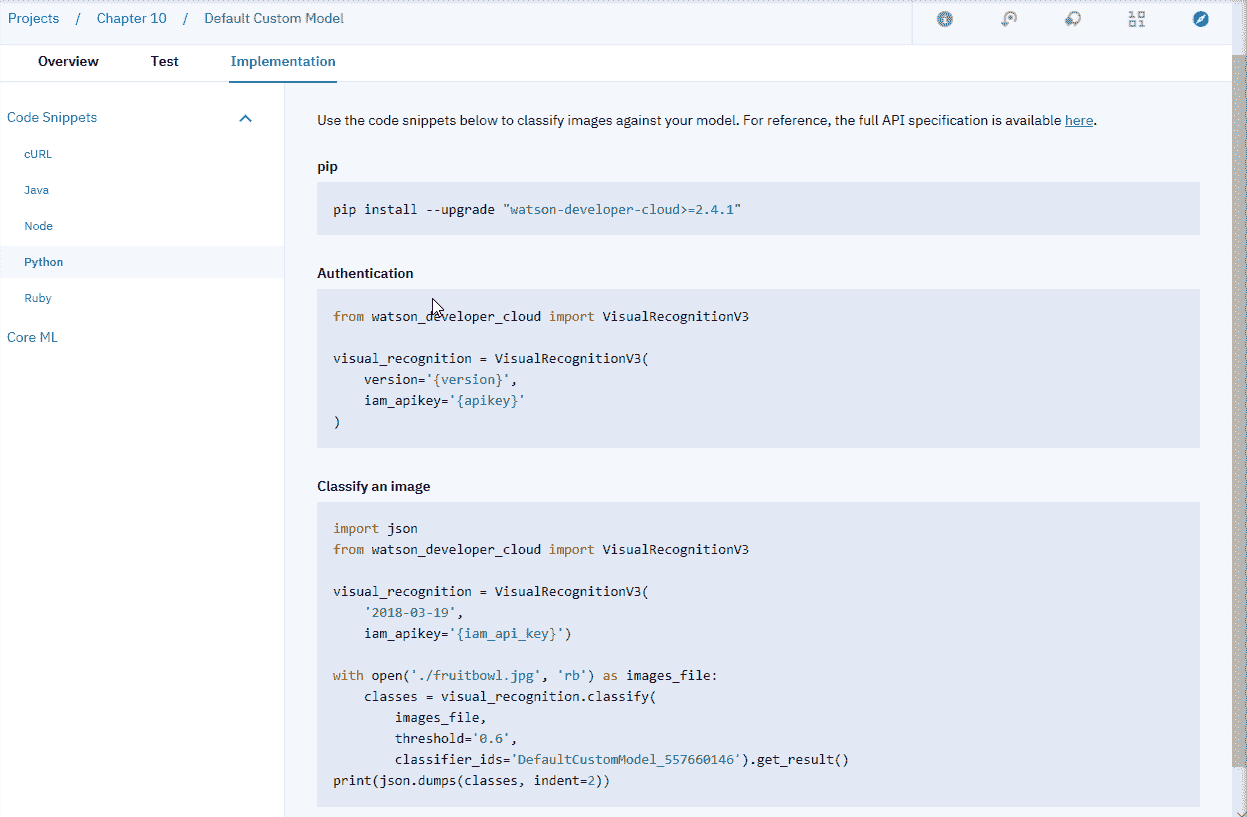 Projects / Chapter 10 / Default Custom Model
Overview Test Implementation
Code Snippets
cURL
Java
Node
Python
Ruby
Core ML
Use the code snippets below to classify images against your model. For reference, the full API specification is available here.
pip
pip install --upgrade "watson-developer-cloud>=2.4.1"
Authentication
from watson_developer_cloud import VisualRecognitionV3
visual_recognition = VisualRecognitionV3(
    version='{version}',
    iam_apikey='{apikey}'
)
Classify an image
import json
from watson_developer_cloud import VisualRecognitionV3
visual_recognition = VisualRecognitionV3(
    '2018-03-19',
    iam_apikey='{iam_api_key}')
with open('./fruitbowl.jpg', 'rb') as images_file:
    classes = visual_recognition.classify(
        images_file,
        threshold='0.6',
        classifier_ids='DefaultCustomModel_557660146').get_result()
print(json.dumps(classes, indent=2))